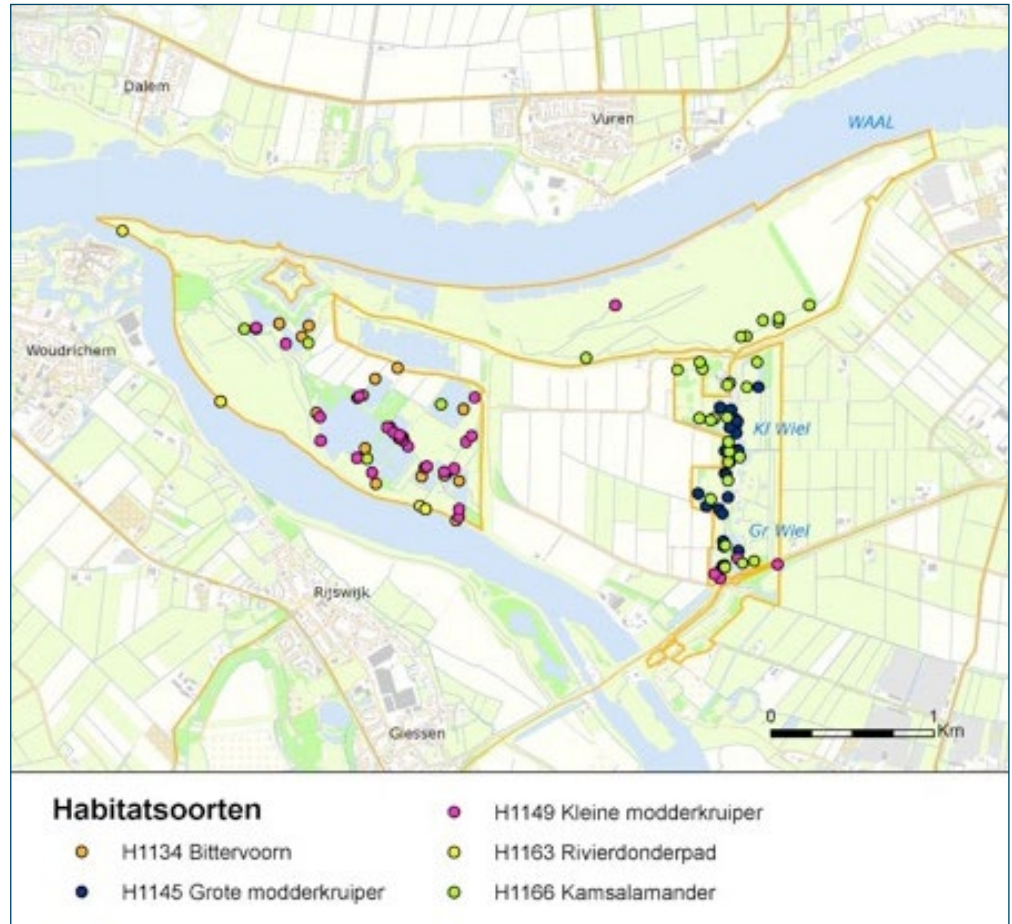 Dalem
Vuren
WAAL
Woudrichem
Kl Wiel
Gr Wiel
Rijswijk
Giessen
0 1
Km
Habitatsoorten
H1134 Bittervoorn
H1145 Grote modderkruiper
H1149 Kleine modderkruiper
H1163 Rivierdonderpad
H1166 Kamsalamander